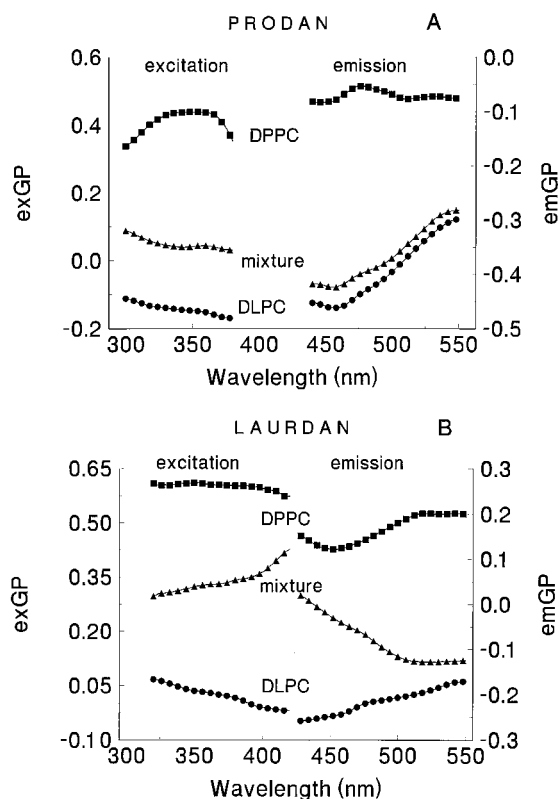 PRODAN A
excitation emission
0.6 0.4 0.2 0.0 -0.2
exGP
0.0 -0.1 -0.2 -0.3 -0.4 -0.5
emGP
DPPC
mixture
DLPC
300 350 400 450 500 550
Wavelength (nm)
LAURDAN B
excitation emission
0.65 0.50 0.35 0.20 0.05 -0.10
exGP
0.3 0.2 0.1 0.0 -0.1 -0.2 -0.3
emGP
DPPC
mixture
DLPC
300 350 400 450 500 550
Wavelength (nm)